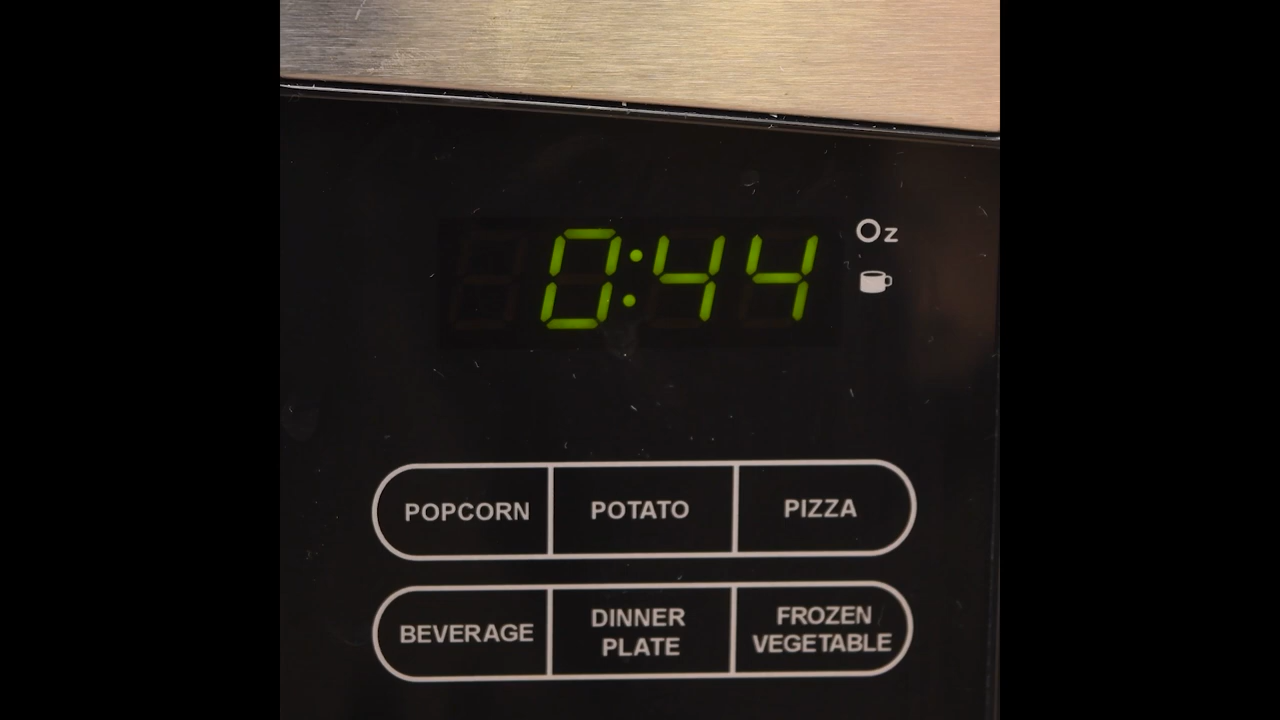 0:44
Oz
POPCORN
POTATO
PIZZA
BEVERAGE
DINNER
PLATE
FROZEN
VEGETABLE